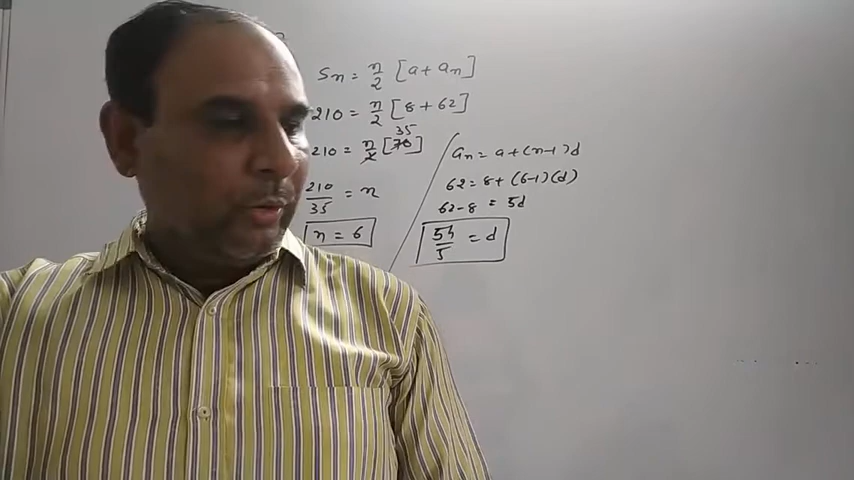 Sn = n/2 [a + an]
210 = n/2 [8 + 62]
210 = n/2 [70] 35
210/35 = n
n = 6
an = a + (n-1)d
62 = 8 + (6-1)(d)
62 - 8 = 5d
54/5 = d